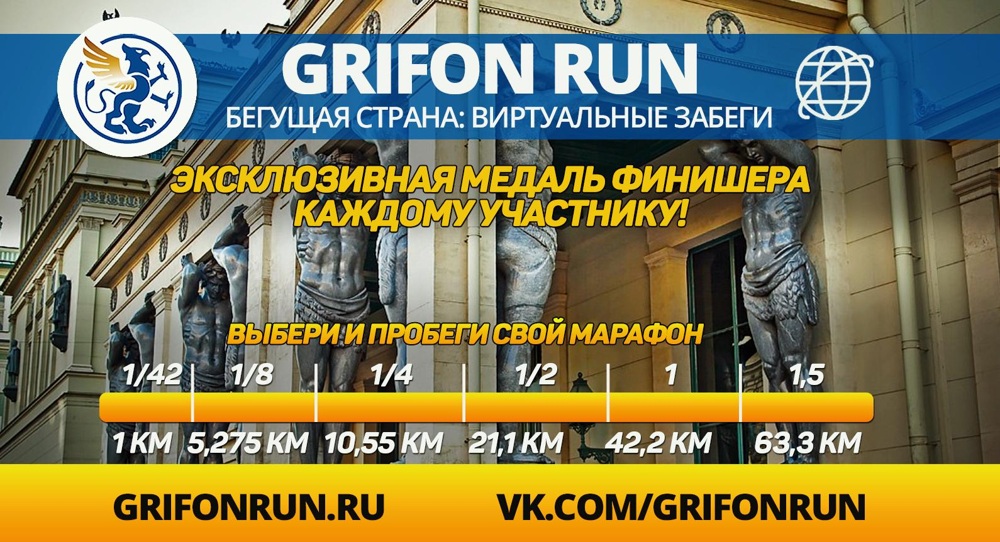 GRIFON RUN
БЕГУЩАЯ СТРАНА: ВИРТУАЛЬНЫЕ ЗАБЕГИ
ЭКСКЛЮЗИВНАЯ МЕДАЛЬ ФИНИШЕРА
КАЖДОМУ УЧАСТНИКУ!
ВЫБЕРИ И ПРОБЕГИ СВОЙ МАРАФОН
1/42 1/8 1/4 1/2 1 1,5
1 КМ 5,275 КМ 10,55 КМ 21,1 КМ 42,2 КМ 63,3 КМ
GRIFONRUN.RU VK.COM/GRIFONRUN